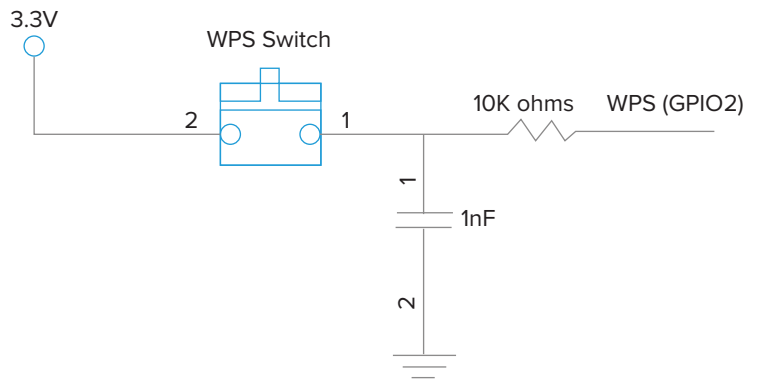 3.3V
WPS Switch
10K ohms
WPS (GPIO2)
2
1
1
1nF
2